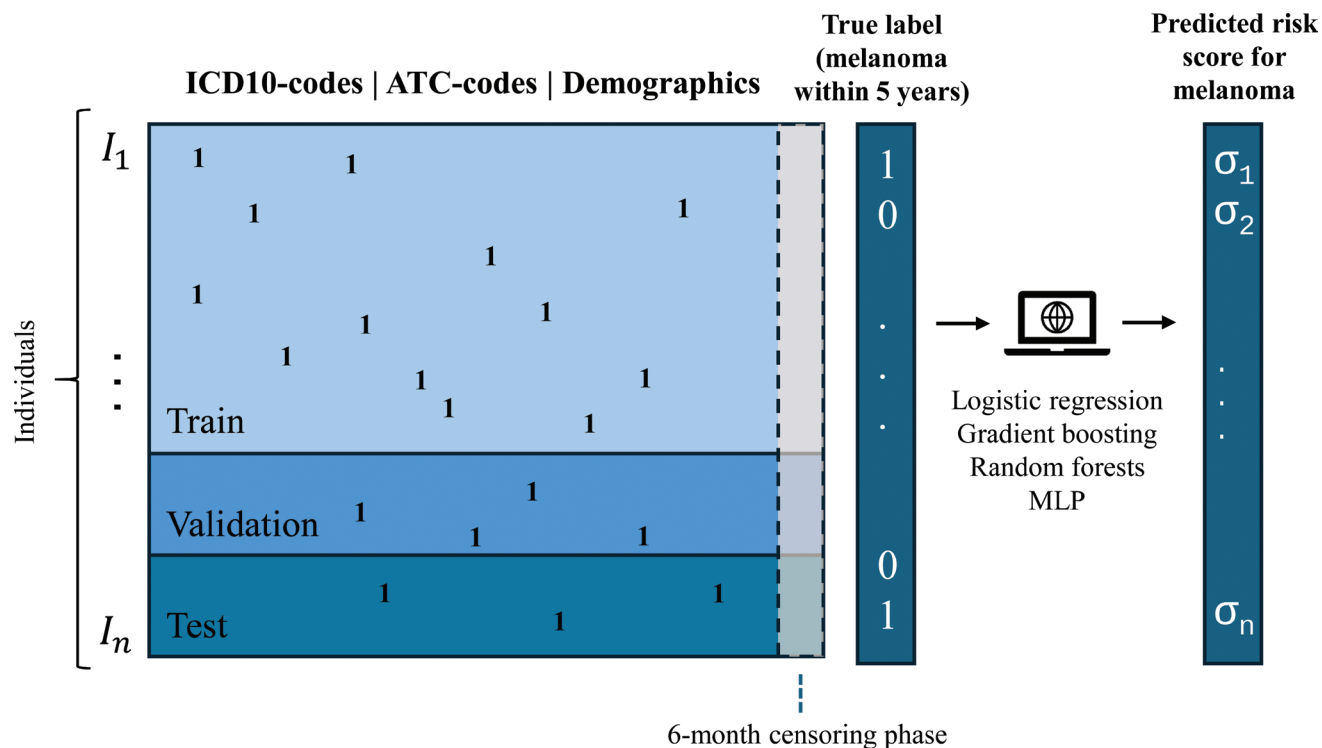 ICD10-codes | ATC-codes | Demographics
True label
(melanoma
within 5 years)
Predicted risk
score for
melanoma
Individuals
I₁
⋮
Iₙ
1 1
1 1
1
1
1
1
1
1
1
1
1
Train
1
1
1
1
Validation
1
1
1
Test
6-month censoring phase
1
0
.
.
.
0
1
Logistic regression
Gradient boosting
Random forests
MLP
σ₁
σ₂
.
.
.
σₙ